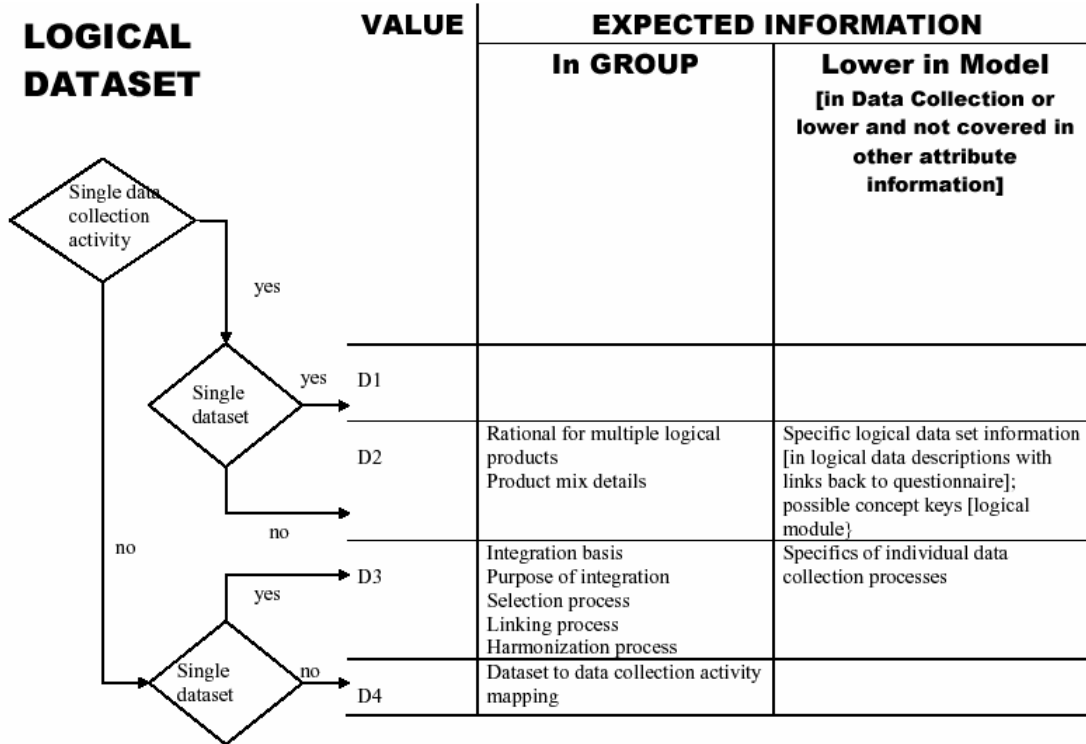 LOGICAL
DATASET
VALUE
EXPECTED INFORMATION
In GROUP
Lower in Model
[in Data Collection or
lower and not covered in
other attribute
information]
Single data
collection
activity
yes
Single
dataset
yes
D1
D2
Rational for multiple logical
products
Product mix details
Specific logical data set information
[in logical data descriptions with
links back to questionnaire];
possible concept keys [logical
module}
no
no
D3
yes
Integration basis
Purpose of integration
Selection process
Linking process
Harmonization process
Specifics of individual data
collection processes
Single
dataset
no
D4
Dataset to data collection activity
mapping